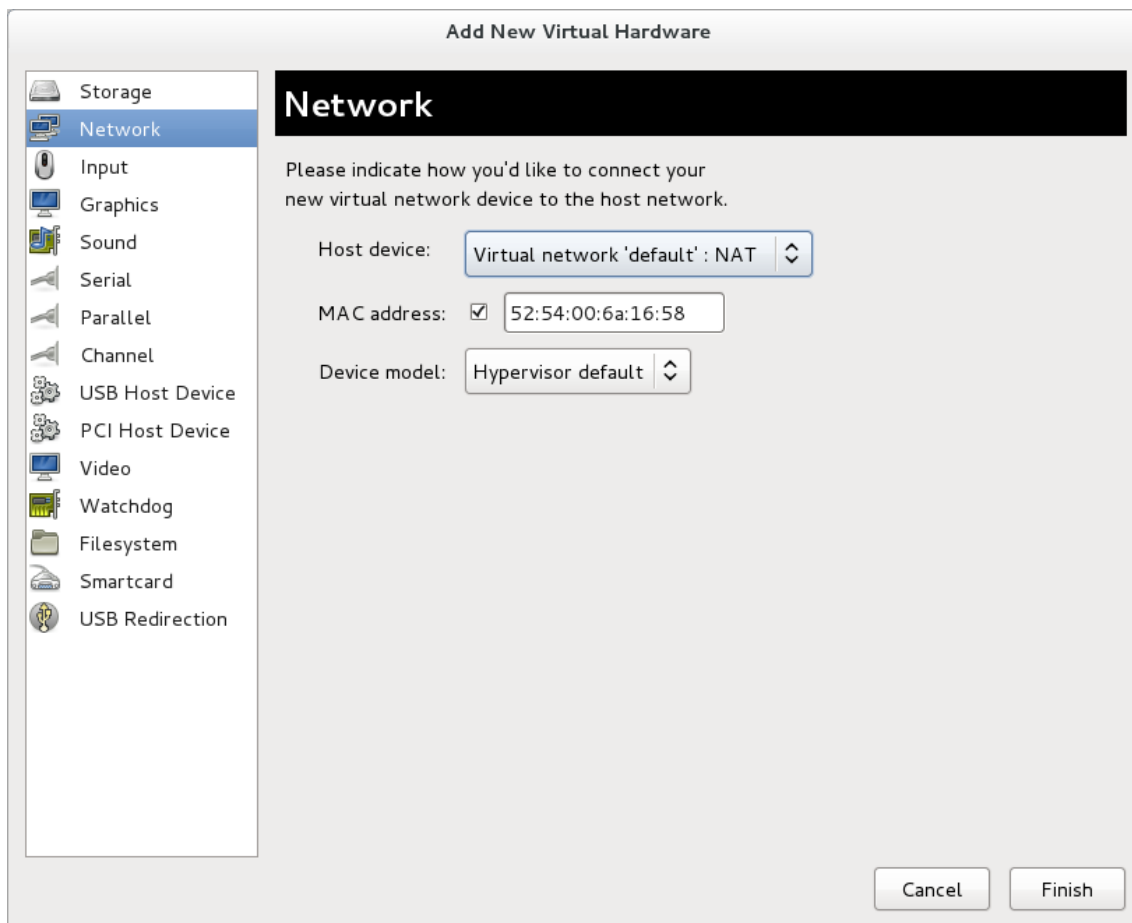 Add New Virtual Hardware
Storage
Network
Input
Graphics
Sound
Serial
Parallel
Channel
USB Host Device
PCI Host Device
Video
Watchdog
Filesystem
Smartcard
USB Redirection
Network
Please indicate how you'd like to connect your
new virtual network device to the host network.
Host device: Virtual network 'default' : NAT
MAC address: 52:54:00:6a:16:58
Device model: Hypervisor default
Cancel Finish